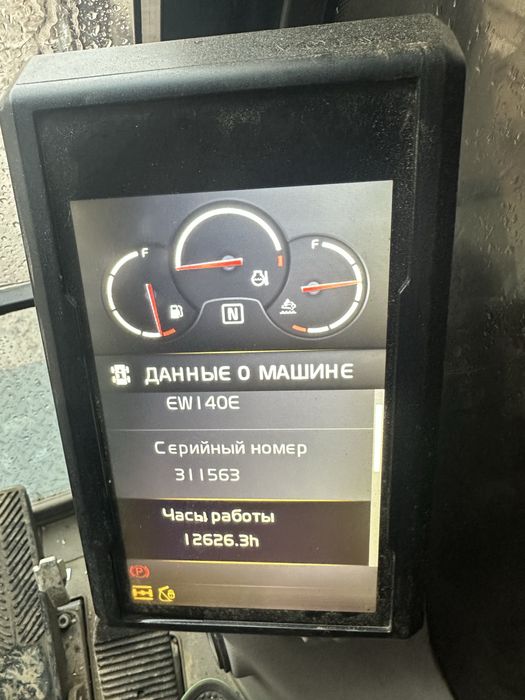 F
F
N
ДАННЫЕ О МАШИНЕ
EW140E
Серийный номер
311563
Часы работы
12626.3h
P